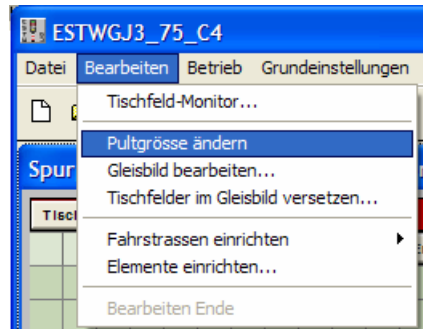 ESTWGJ3_75_C4
Datei Bearbeiten Betrieb Grundeinstellungen
Tischfeld-Monitor...
Pultgrösse ändern
Gleisbild bearbeiten...
Tischfelder im Gleisbild versetzen...
Fahrstrassen einrichten
Elemente einrichten...
Bearbeiten Ende
Spur